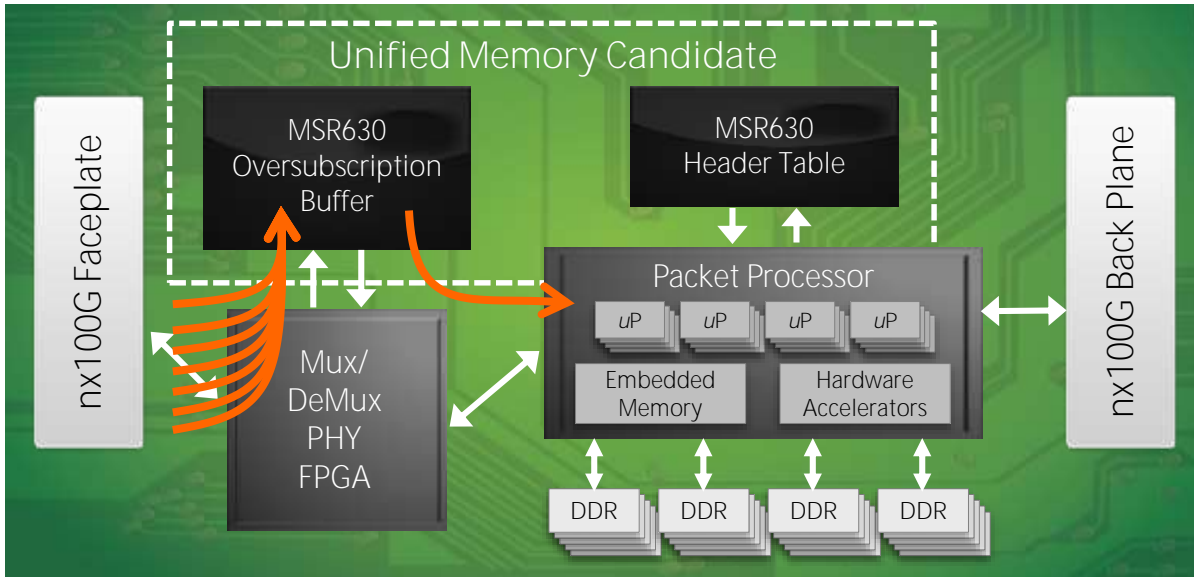 Unified Memory Candidate
nx100G Faceplate
MSR630
Oversubscription
Buffer
MSR630
Header Table
nx100G Back Plane
Packet Processor
uP
uP
uP
uP
Mux/
DeMux
PHY
FPGA
Embedded
Memory
Hardware
Accelerators
DDR
DDR
DDR
DDR